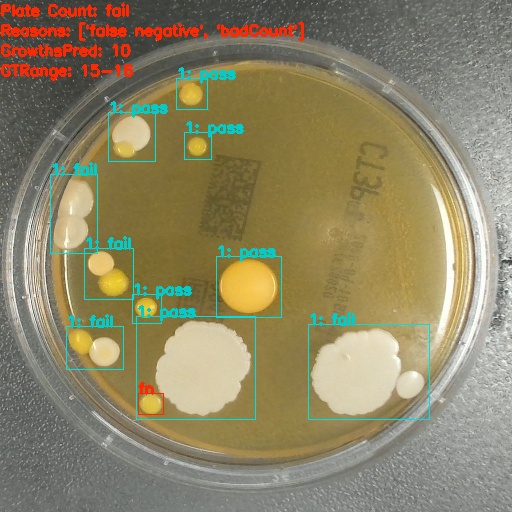 Plate Count: fail
Reasons: ['false negative', 'badCount']
GrowthsPred: 10
GTRange: 15-16
1: pass
1: pass
1: pass
1: fail
1: fail
1: pass
1: pass
1: pass
1: fail
1: fail
fn